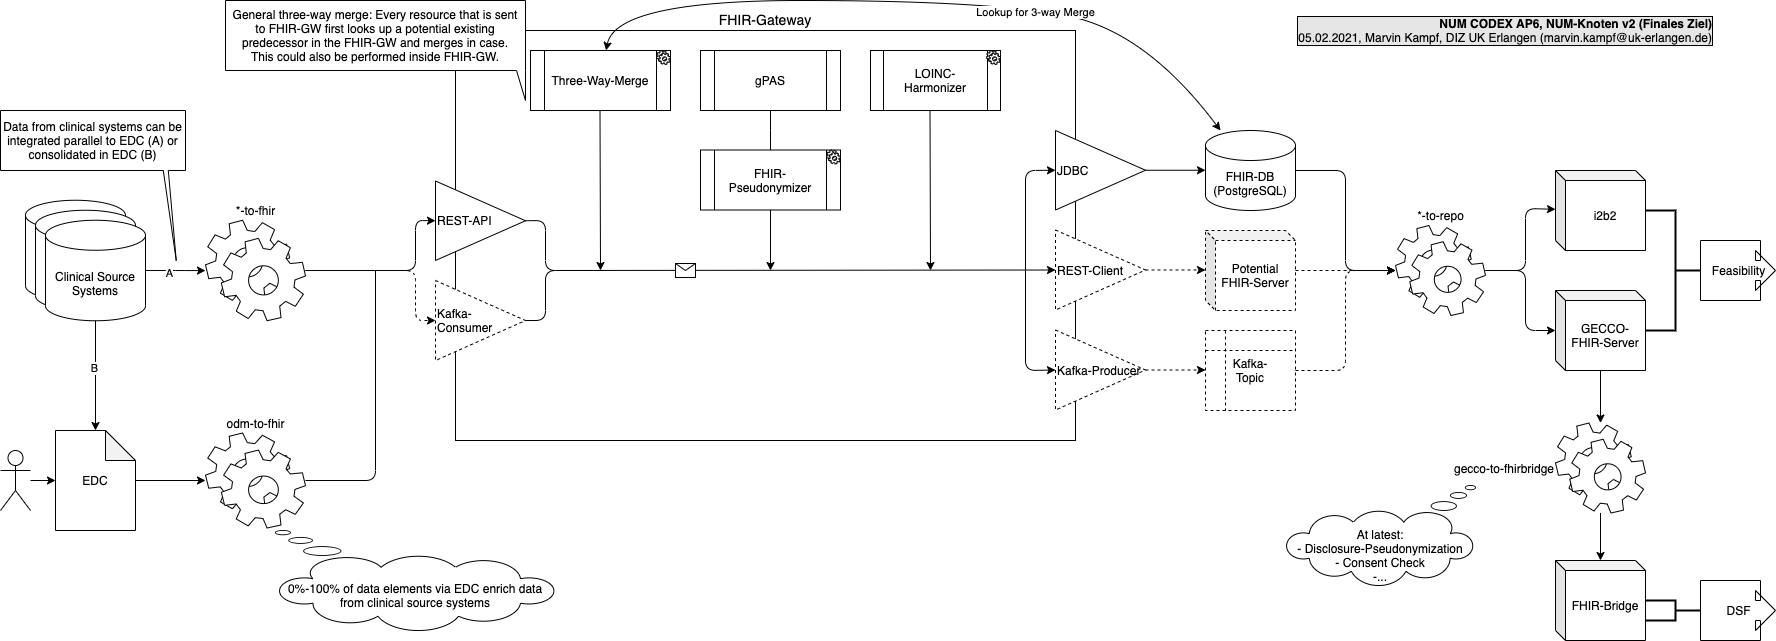 General three-way merge: Every resource that is sent
to FHIR-GW first looks up a potential existing
predecessor in the FHIR-GW and merges in case.
This could also be performed inside FHIR-GW.
FHIR-Gateway
Lookup for 3-way Merge
NUM CODEX AP6, NUM-Knoten v2 (Finales Ziel)
05.02.2021, Marvin Kampf, DIZ UK Erlangen (marvin.kampf@uk-erlangen.de)
Three-Way-Merge
gPAS
LOINC-
Harmonizer
Data from clinical systems can be
integrated parallel to EDC (A) or
consolidated in EDC (B)
FHIR-
Pseudonymizer
JDBC
FHIR-DB
(PostgreSQL)
*-to-fhir
REST-API
*-to-repo
i2b2
Clinical Source
Systems
A
REST-Client
Potential
FHIR-Server
Feasibility
Kafka-
Consumer
GECCO-
FHIR-Server
B
Kafka-Producer
Kafka-
Topic
odm-to-fhir
EDC
gecco-to-fhirbridge
At latest:
- Disclosure-Pseudonymization
- Consent Check
-...
0%-100% of data elements via EDC enrich data
from clinical source systems
FHIR-Bridge
DSF